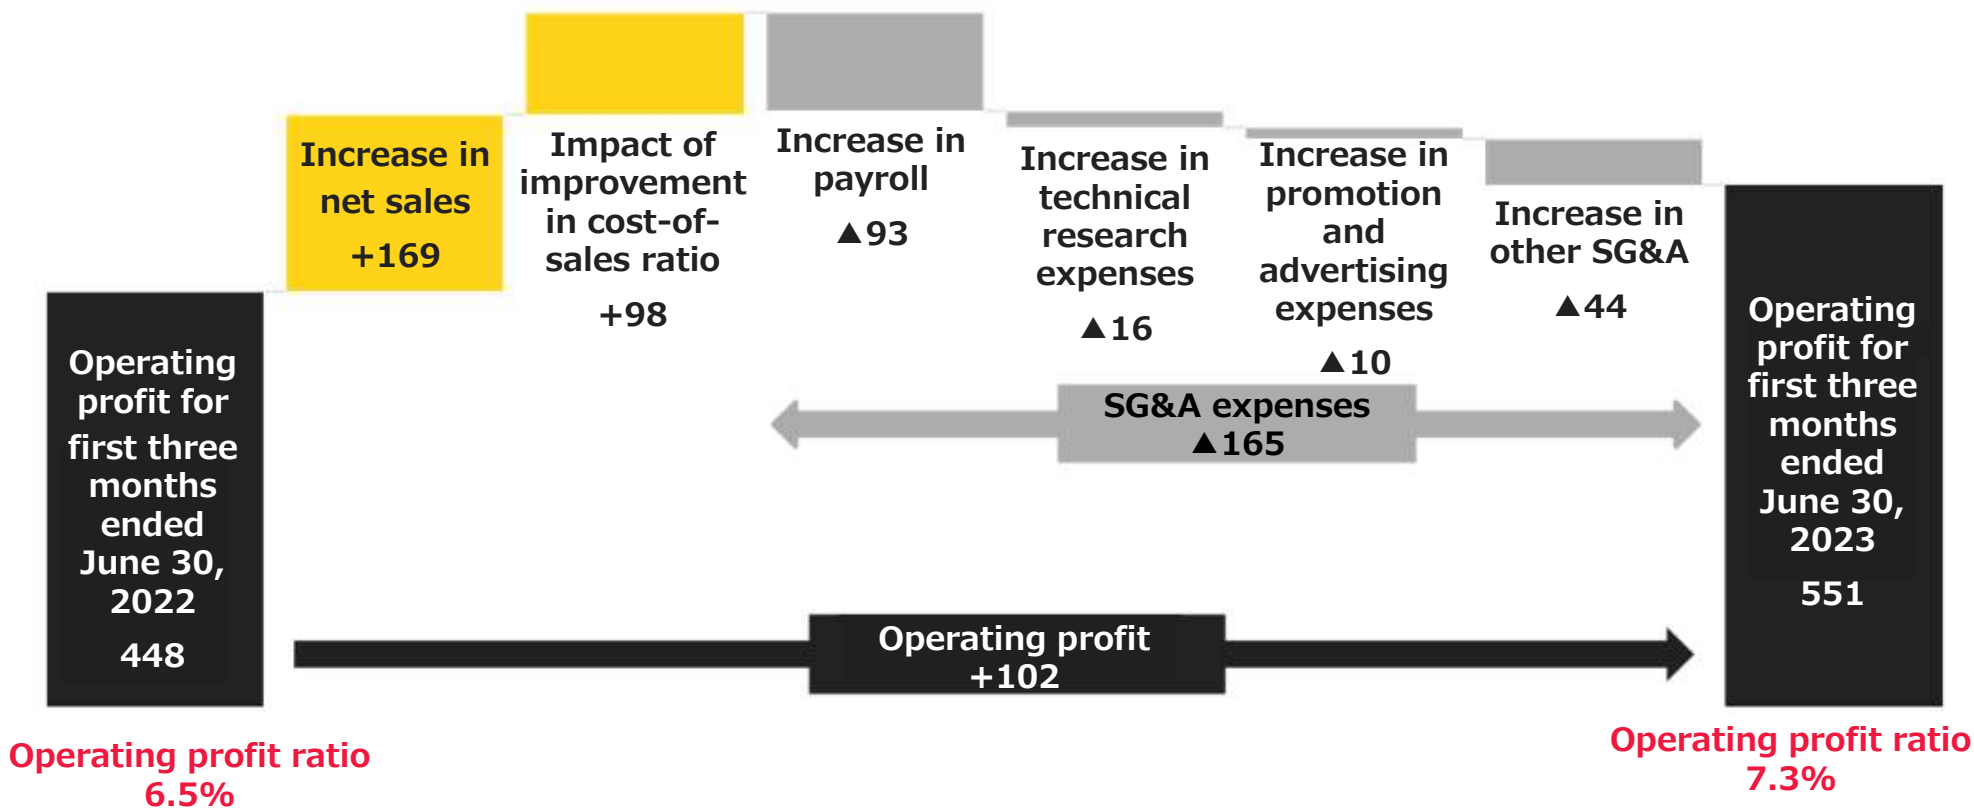 Operating
profit for
first three
months
ended
June 30,
2022
448
Operating profit ratio
6.5%
Increase in
net sales
+169
Impact of
improvement
in cost-of-
sales ratio
+98
Increase in
payroll
▲93
Increase in
technical
research
expenses
▲16
Increase in
promotion
and
advertising
expenses
▲10
Increase in
other SG&A
▲44
SG&A expenses
▲165
Operating profit
+102
Operating
profit for
first three
months
ended
June 30,
2023
551
Operating profit ratio
7.3%